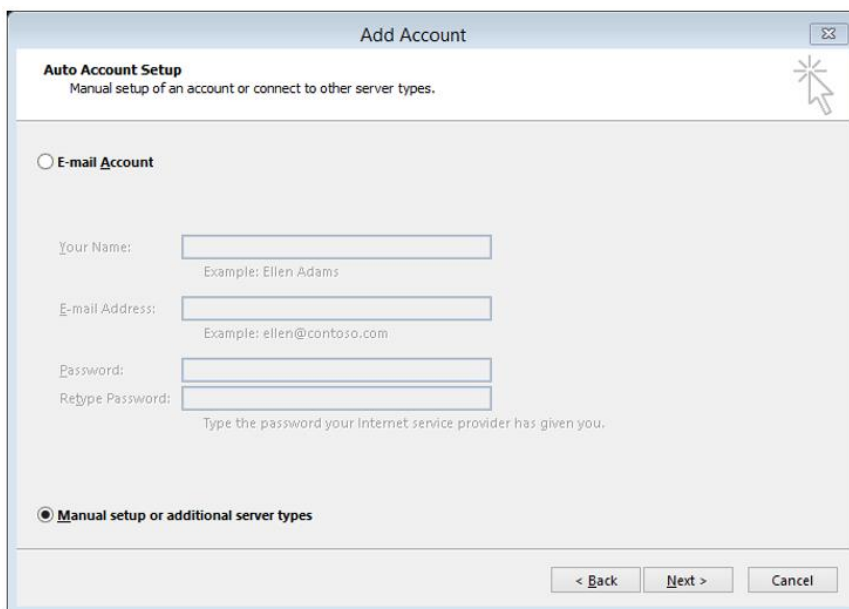 Add Account
Auto Account Setup
Manual setup of an account or connect to other server types.
E-mail Account
Your Name:
Example: Ellen Adams
E-mail Address:
Example: ellen@contoso.com
Password:
Retype Password:
Type the password your Internet service provider has given you.
Manual setup or additional server types
< Back Next > Cancel